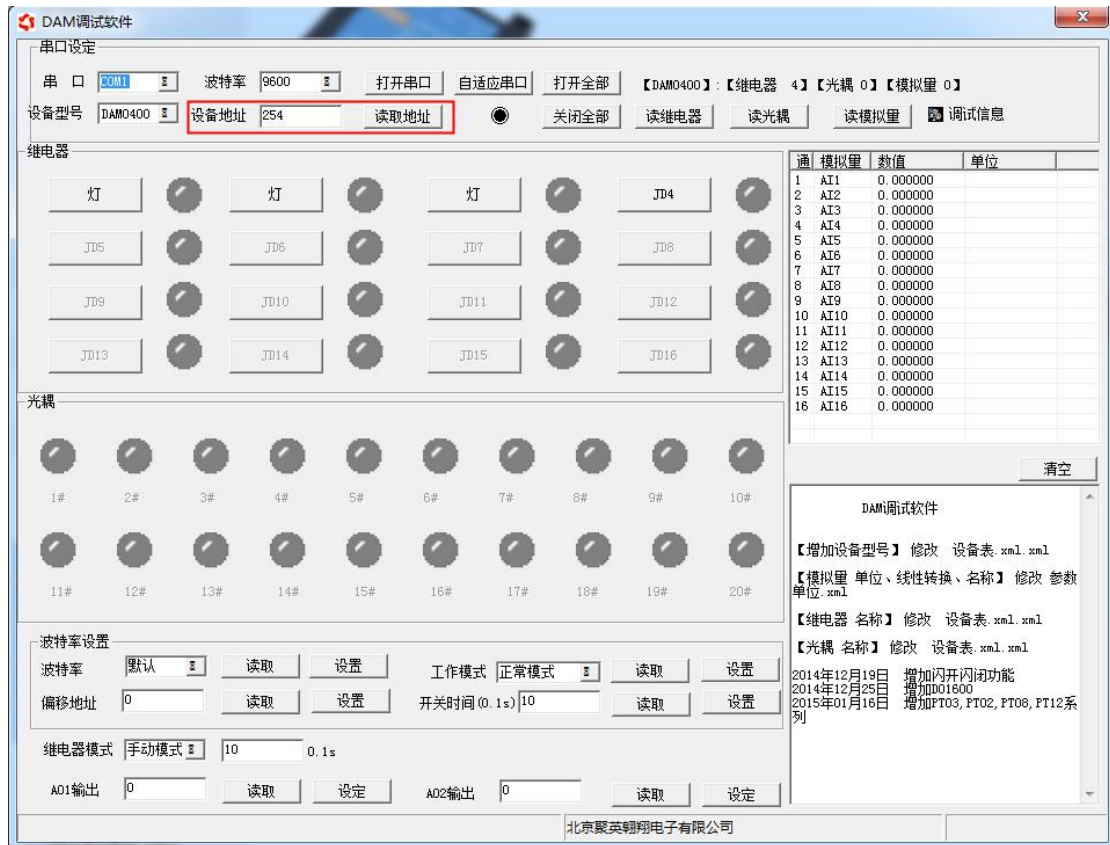 DAM调试软件
串口设定
串 口 COM1 波特率 9600 打开串口 自适应串口 打开全部 【DAM0400】:【继电器 4】【光耦 0】【模拟量 0】
设备型号 DAM0400 设备地址 254 读取地址 关闭全部 读继电器 读光耦 读模拟量 调试信息
继电器
灯 灯 灯 JD4
JD5 JD6 JD7 JD8
JD9 JD10 JD11 JD12
JD13 JD14 JD15 JD16
通 模拟量 数值 单位
1 AI1 0.000000
2 AI2 0.000000
3 AI3 0.000000
4 AI4 0.000000
5 AI5 0.000000
6 AI6 0.000000
7 AI7 0.000000
8 AI8 0.000000
9 AI9 0.000000
10 AI10 0.000000
11 AI11 0.000000
12 AI12 0.000000
13 AI13 0.000000
14 AI14 0.000000
15 AI15 0.000000
16 AI16 0.000000
光耦
1# 2# 3# 4# 5# 6# 7# 8# 9# 10#
11# 12# 13# 14# 15# 16# 17# 18# 19# 20#
清空
DAM调试软件
【增加设备型号】 修改 设备表.xml.xml
【模拟量 单位、线性转换、名称】 修改 参数
单位.xml
【继电器 名称】 修改 设备表.xml.xml
【光耦 名称】 修改 设备表.xml.xml
2014年12月19日 增加闪开闪闭功能
2014年12月25日 增加DO1600
2015年01月16日 增加PT03,PT02,PT08,PT12系
列
波特率设置
波特率 默认 读取 设置 工作模式 正常模式 读取 设置
偏移地址 0 读取 设置 开关时间(0.1s) 10 读取 设置
继电器模式 手动模式 10 0.1s
AO1输出 0 读取 设定 AO2输出 0 读取 设定
北京聚英翱翔电子有限公司